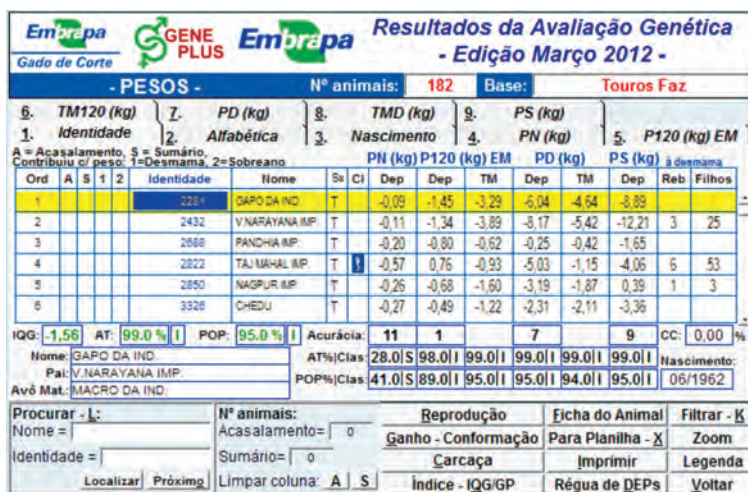 Embrapa GENE PLUS Embrapa Resultados da Avaliação Genética
Gado de Corte - Edição Março 2012 -
- PESOS - Nº animais: 182 Base: Touros Faz
6. TM120 (kg) 7. PD (kg) 8. TMD (kg) 9. PS (kg)
1. Identidade 2. Alfabética 3. Nascimento 4. PN (kg) 5. P120 (kg) EM
A = Acasalamento, S = Sumário,
Contribuiu c/ peso: 1=Desmama, 2=Sobreano PN (kg) P120 (kg) EM PD (kg) PS (kg) à desmama
Ord A S 1 2 Identidade Nome Sx CI Dep Dep TM Dep TM Dep Reb Filhos
1 2281 GAPO DA IND. T -0,09 -1,45 -3,29 -6,04 -4,64 -8,89
2 2432 V.NARAYANA IMP. T -0,11 -1,34 -3,89 -8,17 -5,42 -12,21 3 25
3 2688 PANDHIA IMP. T -0,20 -0,80 -0,62 -0,25 -0,42 -1,65
4 2822 TAJ MAHAL IMP. T -0,57 0,76 -0,93 -5,03 -1,15 -4,06 6 53
5 2850 NAGPUR IMP. T -0,26 -0,68 -1,60 -3,19 -1,87 0,39 1 3
6 3326 CHEDU T -0,27 -0,49 -1,22 -2,31 -2,11 -3,36
IQG: -1,56 AT: 99.0 % I POP: 95.0 % I Acurácia: 11 1 7 9 CC: 0,00 %
Nome: GAPO DA IND. AT%|Clas: 28.0 S 98.0 I 99.0 I 99.0 I 99.0 I 99.0 I Nascimento:
Pai: V.NARAYANA IMP. POP%|Clas: 41.0 S 89.0 I 95.0 I 95.0 I 94.0 I 95.0 I 06/1962
Avô Mat.: MACRO DA IND.
Procurar - L: Nº animais: Reprodução Ficha do Animal Filtrar - K
Nome = Acasalamento= 0 Ganho - Conformação Para Planilha - X Zoom
Identidade = Sumário= 0 Carcaça Imprimir Legenda
Localizar Próximo Limpar coluna: A S Índice - IQG/GP Régua de DEPs Voltar